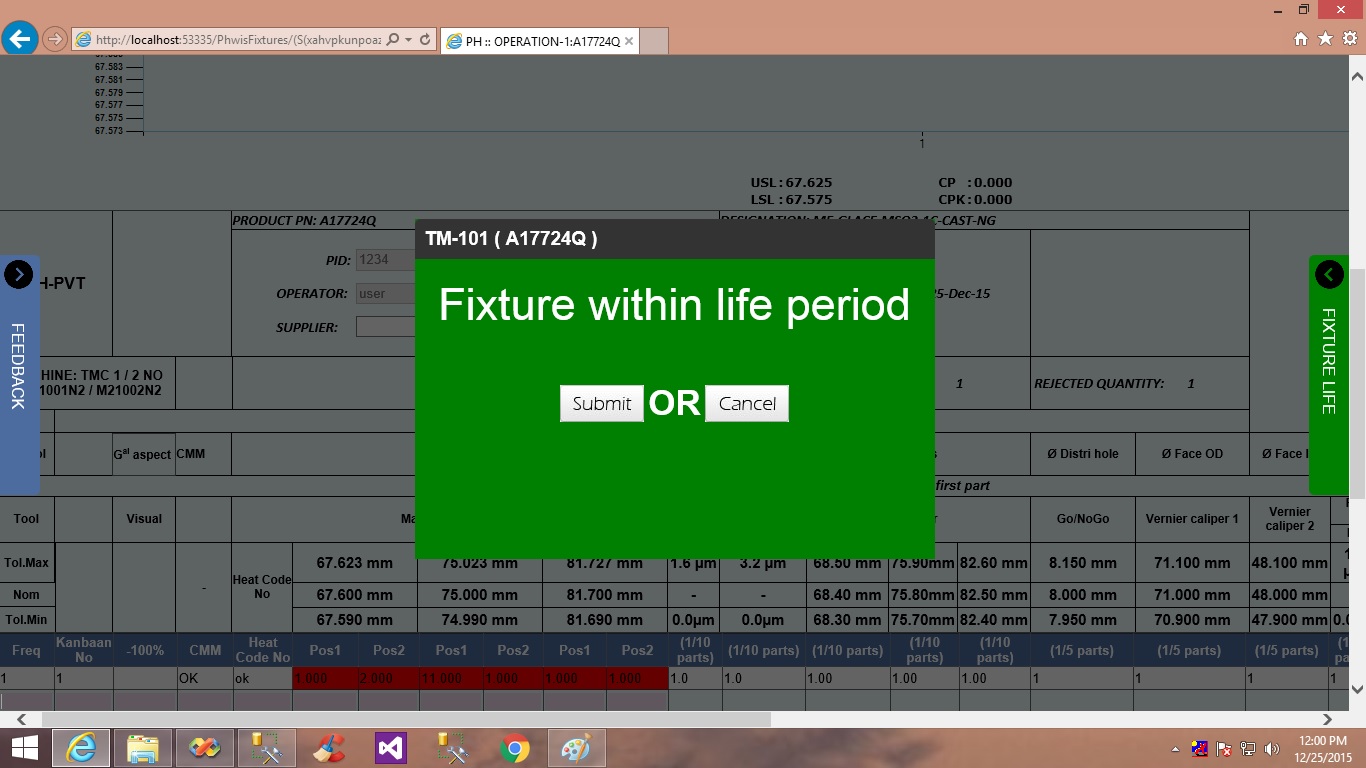 http://localhost:53335/PhwisFixtures/(S(xahvpkunpoaz
PH :: OPERATION-1:A17724Q
67.583
67.581
67.579
67.577
67.575
67.573
1
USL : 67.625 CP : 0.000
LSL : 67.575 CPK : 0.000
PRODUCT PN: A17724Q
TM-101 ( A17724Q )
Fixture within life period
Submit OR Cancel
H-PVT
PID: 1234
OPERATOR: user
5-Dec-15
SUPPLIER:
FEEDBACK
FIXTURE LIFE
HINE: TMC 1 / 2 NO
1001N2 / M21002N2
1 REJECTED QUANTITY: 1
Gal aspect CMM Ø Distri hole Ø Face OD Ø Face
first part
Tool Visual Ma Go/NoGo Vernier caliper 1 Vernier caliper 2
Tol.Max 67.623 mm 75.023 mm 81.727 mm 1.6 µm 3.2 µm 68.50 mm 75.90mm 82.60 mm 8.150 mm 71.100 mm 48.100 mm
- Heat Code No
Nom 67.600 mm 75.000 mm 81.700 mm - - 68.40 mm 75.80mm 82.50 mm 8.000 mm 71.000 mm 48.000 mm
Tol.Min 67.590 mm 74.990 mm 81.690 mm 0.0µm 0.0µm 68.30 mm 75.70mm 82.40 mm 7.950 mm 70.900 mm 47.900 mm
Freq Kanbaan No -100% CMM Heat Code No Pos1 Pos2 Pos1 Pos2 Pos1 Pos2 (1/10 parts) (1/10 parts) (1/10 parts) (1/10 parts) (1/10 parts) (1/5 parts) (1/5 parts) (1/5 parts)
1 1 OK ok 1.000 2.000 11.000 1.000 1.000 1.000 1.0 1.0 1.00 1.00 1.00 1 1 1 1
12:00 PM
12/25/2015